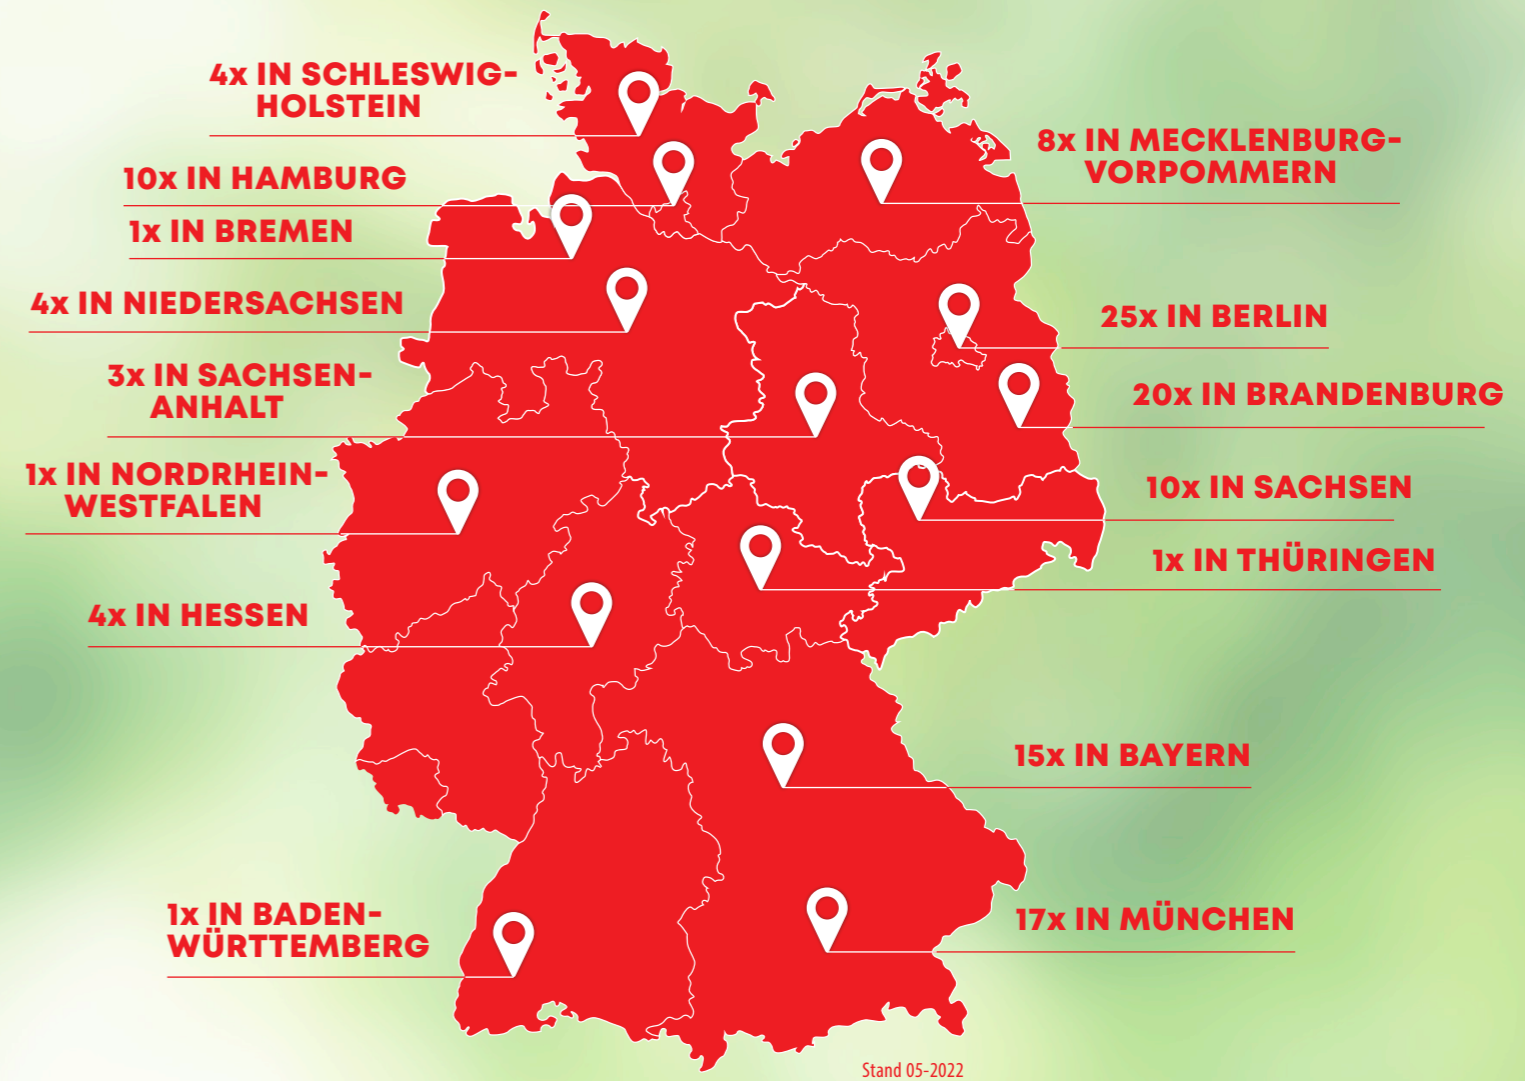 4x IN SCHLESWIG-
HOLSTEIN
10x IN HAMBURG
1x IN BREMEN
4x IN NIEDERSACHSEN
3x IN SACHSEN-
ANHALT
1x IN NORDRHEIN-
WESTFALEN
4x IN HESSEN
1x IN BADEN-
WÜRTTEMBERG
8x IN MECKLENBURG-
VORPOMMERN
25x IN BERLIN
20x IN BRANDENBURG
10x IN SACHSEN
1x IN THÜRINGEN
15x IN BAYERN
17x IN MÜNCHEN
Stand 05-2022